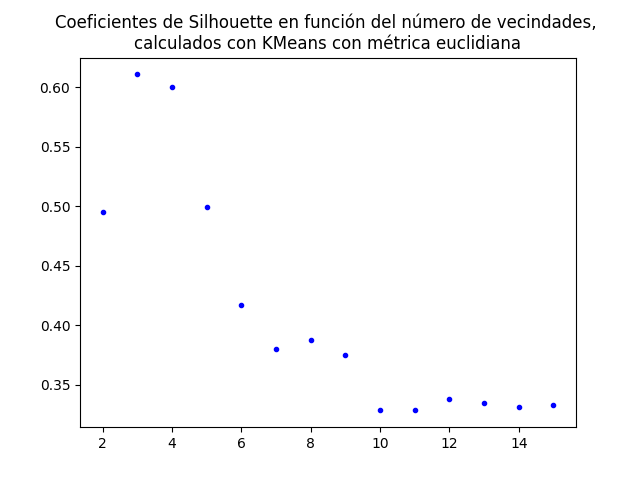 Coeficientes de Silhouette en función del número de vecindades,
calculados con KMeans con métrica euclidiana
0.60
0.55
0.50
0.45
0.40
0.35
2 4 6 8 10 12 14